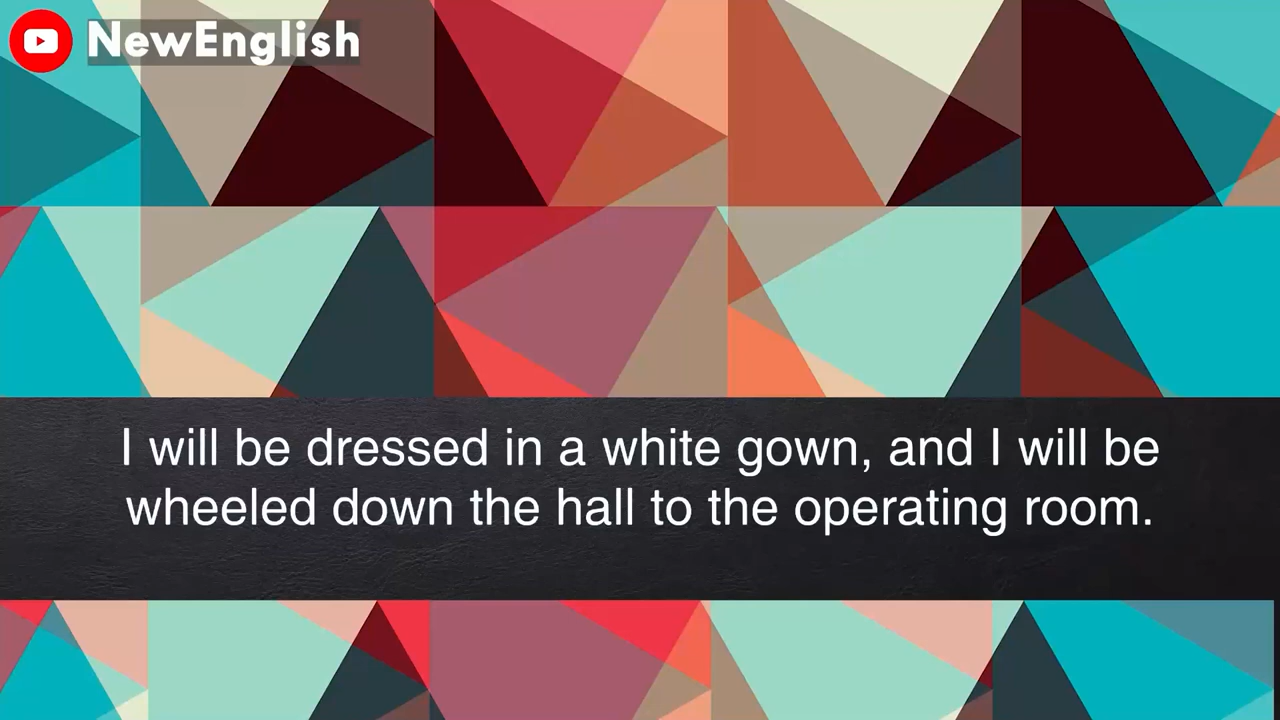 NewEnglish
I will be dressed in a white gown, and I will be
wheeled down the hall to the operating room.